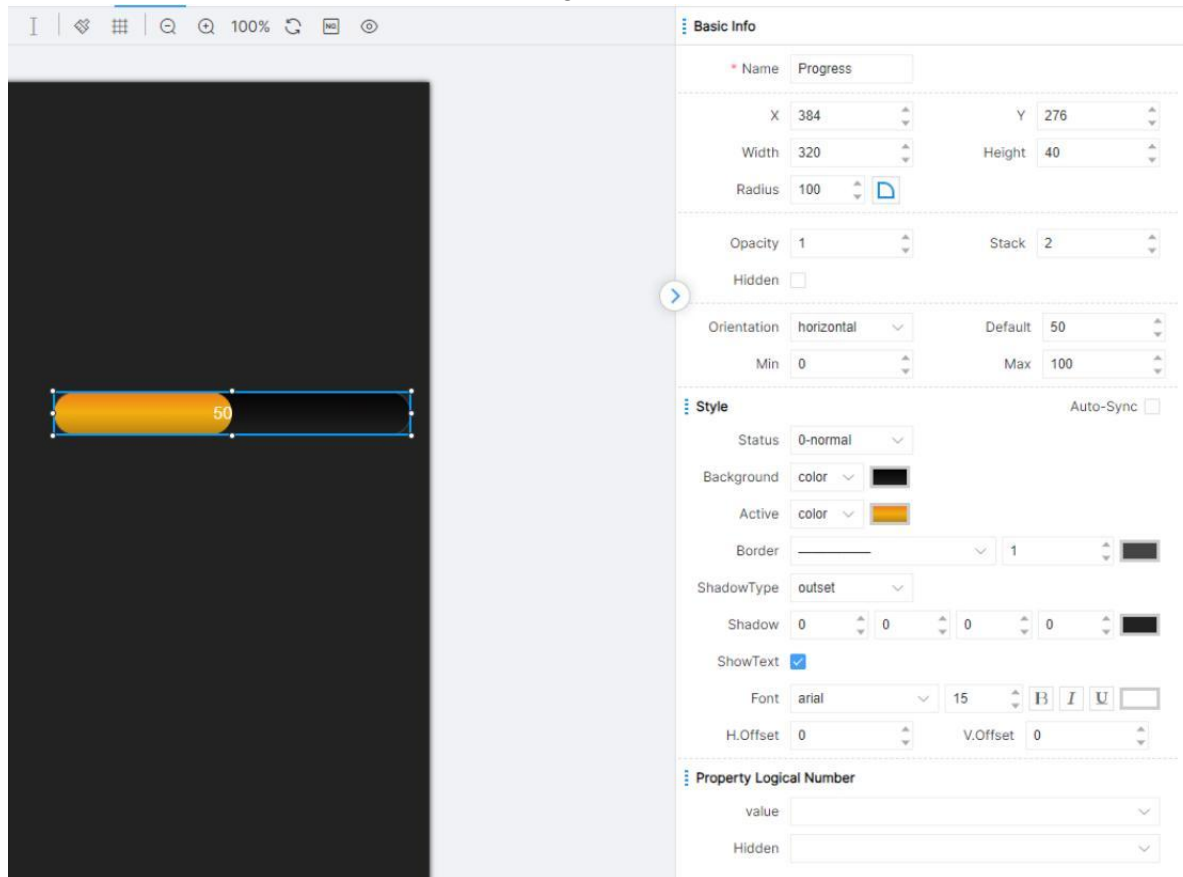 100% NG
Basic Info
* Name Progress
X 384 Y 276
Width 320 Height 40
Radius 100
Opacity 1 Stack 2
Hidden
Orientation horizontal Default 50
Min 0 Max 100
50
Style Auto-Sync
Status 0-normal
Background color
Active color
Border 1
ShadowType outset
Shadow 0 0 0 0
ShowText
Font arial 15 B I U
H.Offset 0 V.Offset 0
Property Logical Number
value
Hidden